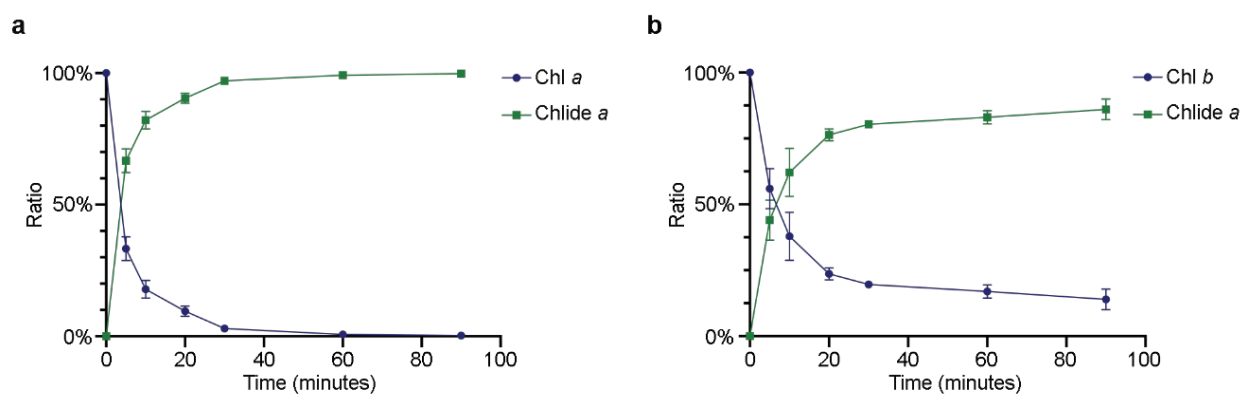 a
100%
50%
0%
Ratio
0 20 40 60 80 100
Time (minutes)
Chl a
Chlide a
b
100%
50%
0%
Ratio
0 20 40 60 80 100
Time (minutes)
Chl b
Chlide a